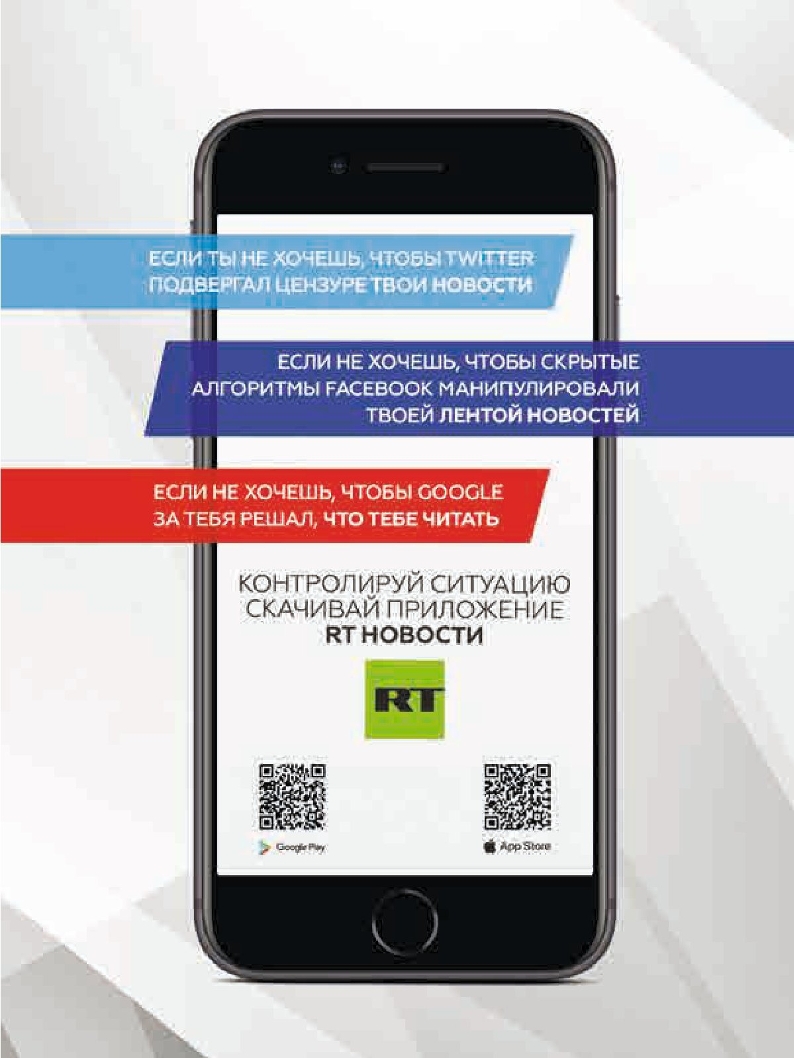 ЕСЛИ ТЫ НЕ ХОЧЕШЬ, ЧТОБЫ TWITTER
ПОДВЕРГАЛ ЦЕНЗУРЕ ТВОИ НОВОСТИ
ЕСЛИ НЕ ХОЧЕШЬ, ЧТОБЫ СКРЫТЫЕ
АЛГОРИТМЫ FACEBOOK МАНИПУЛИРОВАЛИ
ТВОЕЙ ЛЕНТОЙ НОВОСТЕЙ
ЕСЛИ НЕ ХОЧЕШЬ, ЧТОБЫ GOOGLE
ЗА ТЕБЯ РЕШАЛ, ЧТО ТЕБЕ ЧИТАТЬ
КОНТРОЛИРУЙ СИТУАЦИЮ
СКАЧИВАЙ ПРИЛОЖЕНИЕ
RT НОВОСТИ
RT
Google Play
App Store